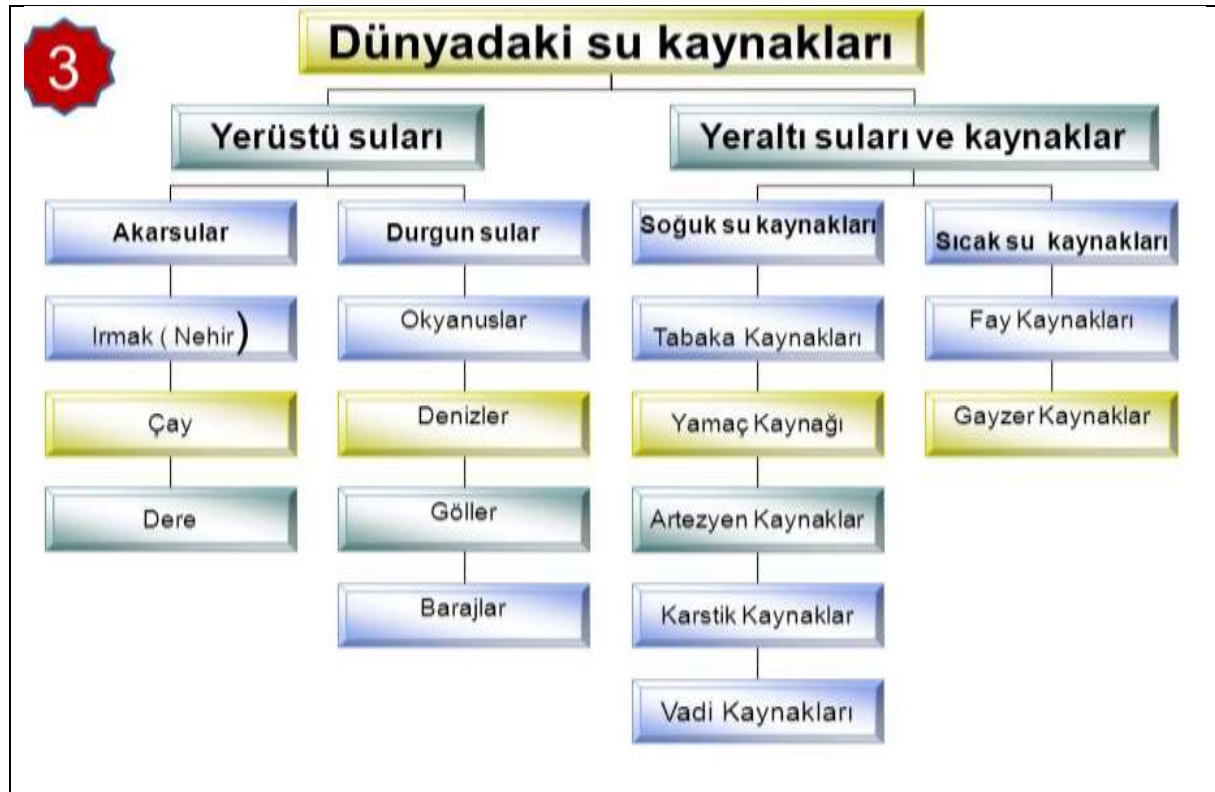 3
Dünyadaki su kaynakları
Yerüstü suları
Yeraltı suları ve kaynaklar
Akarsular
Durgun sular
Soğuk su kaynakları
Sıcak su kaynakları
Irmak ( Nehir )
Okyanuslar
Tabaka Kaynakları
Fay Kaynakları
Çay
Denizler
Yamaç Kaynağı
Gayzer Kaynaklar
Dere
Göller
Artezyen Kaynaklar
Barajlar
Karstik Kaynaklar
Vadi Kaynakları